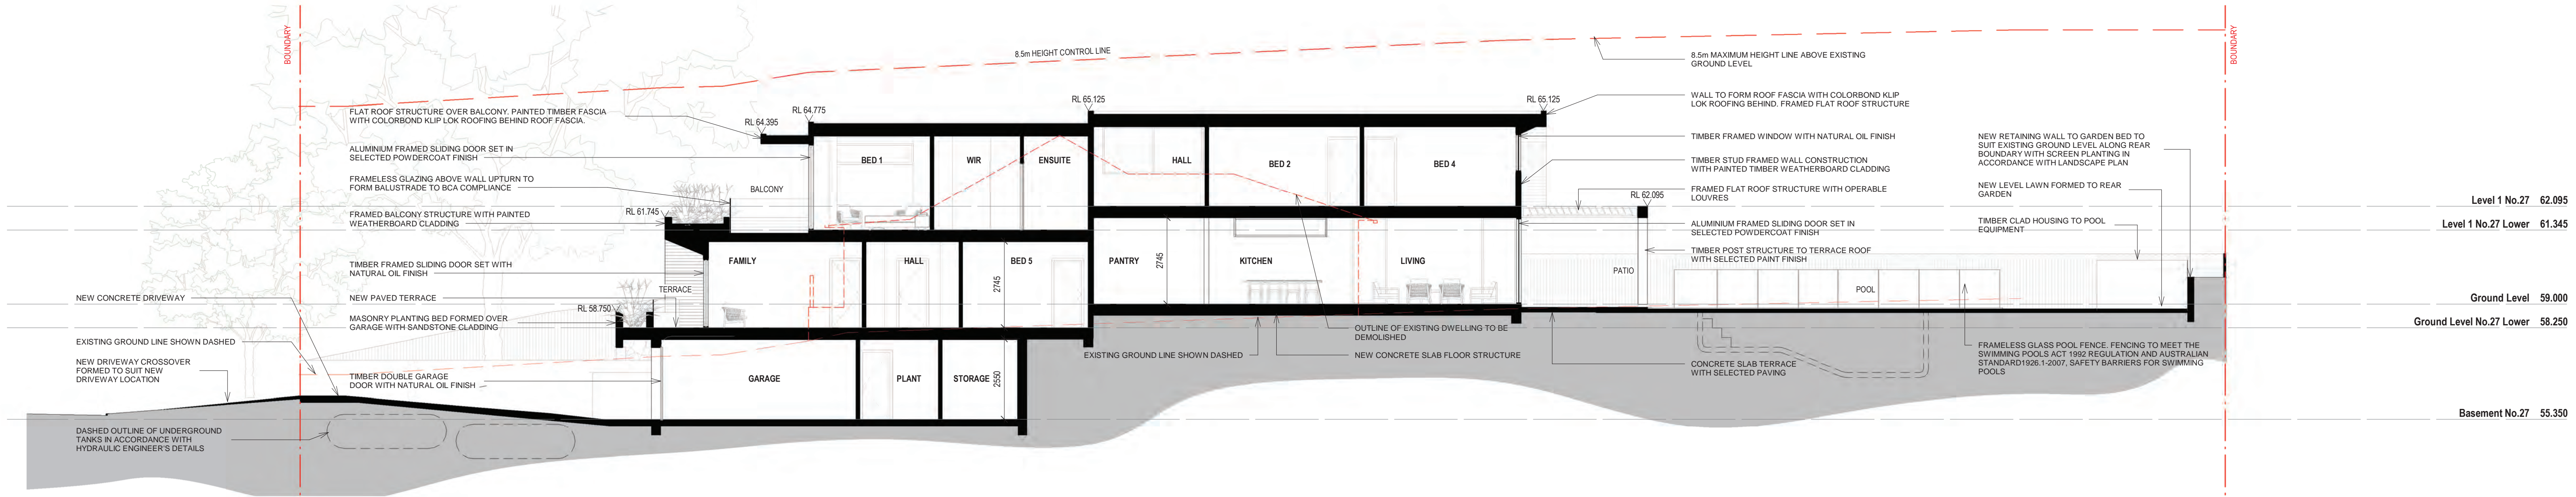 BOUNDARY
8.5m HEIGHT CONTROL LINE
BOUNDARY
8.5m MAXIMUM HEIGHT LINE ABOVE EXISTING
GROUND LEVEL
FLAT ROOF STRUCTURE OVER BALCONY. PAINTED TIMBER FASCIA
WITH COLORBOND KLIP LOK ROOFING BEHIND ROOF FASCIA.
ALUMINIUM FRAMED SLIDING DOOR SET IN
SELECTED POWDERCOAT FINISH
FRAMELESS GLAZING ABOVE WALL UPTURN TO
FORM BALUSTRADE TO BCA COMPLIANCE
FRAMED BALCONY STRUCTURE WITH PAINTED
WEATHERBOARD CLADDING
TIMBER FRAMED SLIDING DOOR SET WITH
NATURAL OIL FINISH
NEW CONCRETE DRIVEWAY
NEW PAVED TERRACE
MASONRY PLANTING BED FORMED OVER
GARAGE WITH SANDSTONE CLADDING
EXISTING GROUND LINE SHOWN DASHED
NEW DRIVEWAY CROSSOVER
FORMED TO SUIT NEW
DRIVEWAY LOCATION
TIMBER DOUBLE GARAGE
DOOR WITH NATURAL OIL FINISH
DASHED OUTLINE OF UNDERGROUND
TANKS IN ACCORDANCE WITH
HYDRAULIC ENGINEER'S DETAILS
RL 64.395
RL 64.775
RL 65.125
RL 65.125
RL 61.745
RL 58.750
RL 62.095
BALCONY
BED 1
WIR
ENSUITE
HALL
BED 2
BED 4
TERRACE
FAMILY
HALL
BED 5
2745
PANTRY
2745
KITCHEN
LIVING
PATIO
POOL
GARAGE
PLANT
STORAGE
2550
EXISTING GROUND LINE SHOWN DASHED
OUTLINE OF EXISTING DWELLING TO BE
DEMOLISHED
NEW CONCRETE SLAB FLOOR STRUCTURE
WALL TO FORM ROOF FASCIA WITH COLORBOND KLIP
LOK ROOFING BEHIND. FRAMED FLAT ROOF STRUCTURE
TIMBER FRAMED WINDOW WITH NATURAL OIL FINISH
TIMBER STUD FRAMED WALL CONSTRUCTION
WITH PAINTED TIMBER WEATHERBOARD CLADDING
FRAMED FLAT ROOF STRUCTURE WITH OPERABLE
LOUVRES
ALUMINIUM FRAMED SLIDING DOOR SET IN
SELECTED POWDERCOAT FINISH
TIMBER POST STRUCTURE TO TERRACE ROOF
WITH SELECTED PAINT FINISH
CONCRETE SLAB TERRACE
WITH SELECTED PAVING
NEW RETAINING WALL TO GARDEN BED TO
SUIT EXISTING GROUND LEVEL ALONG REAR
BOUNDARY WITH SCREEN PLANTING IN
ACCORDANCE WITH LANDSCAPE PLAN
NEW LEVEL LAWN FORMED TO REAR
GARDEN
TIMBER CLAD HOUSING TO POOL
EQUIPMENT
FRAMELESS GLASS POOL FENCE. FENCING TO MEET THE
SWIMMING POOLS ACT 1992 REGULATION AND AUSTRALIAN
STANDARD1926.1-2007, SAFETY BARRIERS FOR SWIMMING
POOLS
Level 1 No.27 62.095
Level 1 No.27 Lower 61.345
Ground Level 59.000
Ground Level No.27 Lower 58.250
Basement No.27 55.350